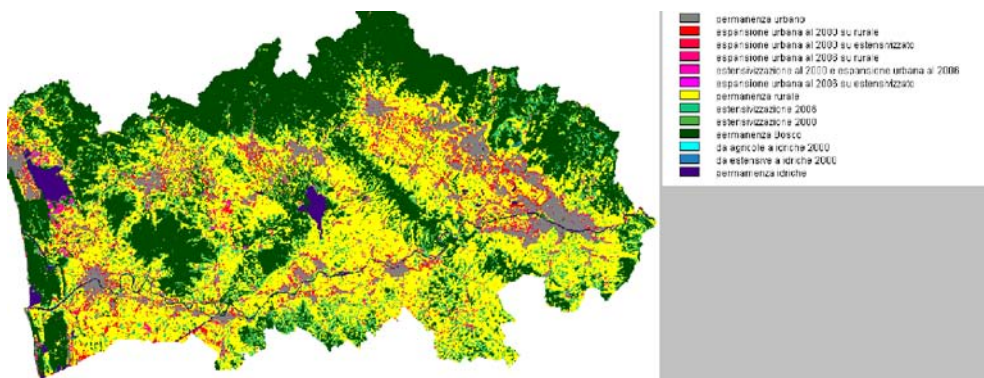 permanenza urbano
espansione urbana al 2000 su rurale
espansione urbana al 2000 su estensivizzato
espansione urbana al 2006 su rurale
estensivizzazione al 2000 e espansione urbana al 2006
espansione urbana al 2006 su estensivizzato
permanenza rurale
estensivizzazione 2006
estensivizzazione 2000
permanenza Bosco
da agricole a idriche 2000
da estensive a idriche 2000
permanenza idriche